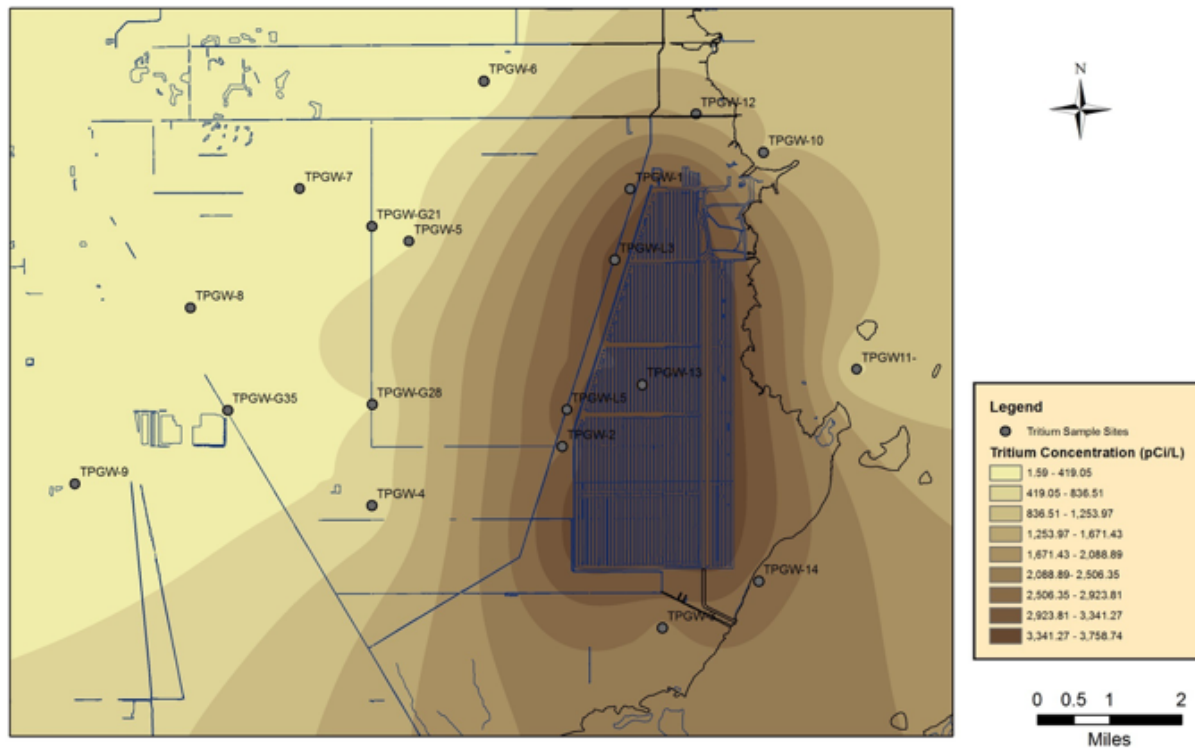 TPGW-6
TPGW-12
TPGW-10
TPGW-7
TPGW-1
TPGW-G21
TPGW-5
TPGW-L3
TPGW-8
TPGW11-
TPGW-13
TPGW-G28
TPGW-L5
TPGW-G35
TPGW-2
TPGW-9
TPGW-4
TPGW-14
TPGW-3
N
Legend
Tritium Sample Sites
Tritium Concentration (pCi/L)
1.59 - 419.05
419.05 - 836.51
836.51 - 1,253.97
1,253.97 - 1,671.43
1,671.43 - 2,088.89
2,088.89- 2,506.35
2,506.35 - 2,923.81
2,923.81 - 3,341.27
3,341.27 - 3,758.74
0 0.5 1 2
Miles